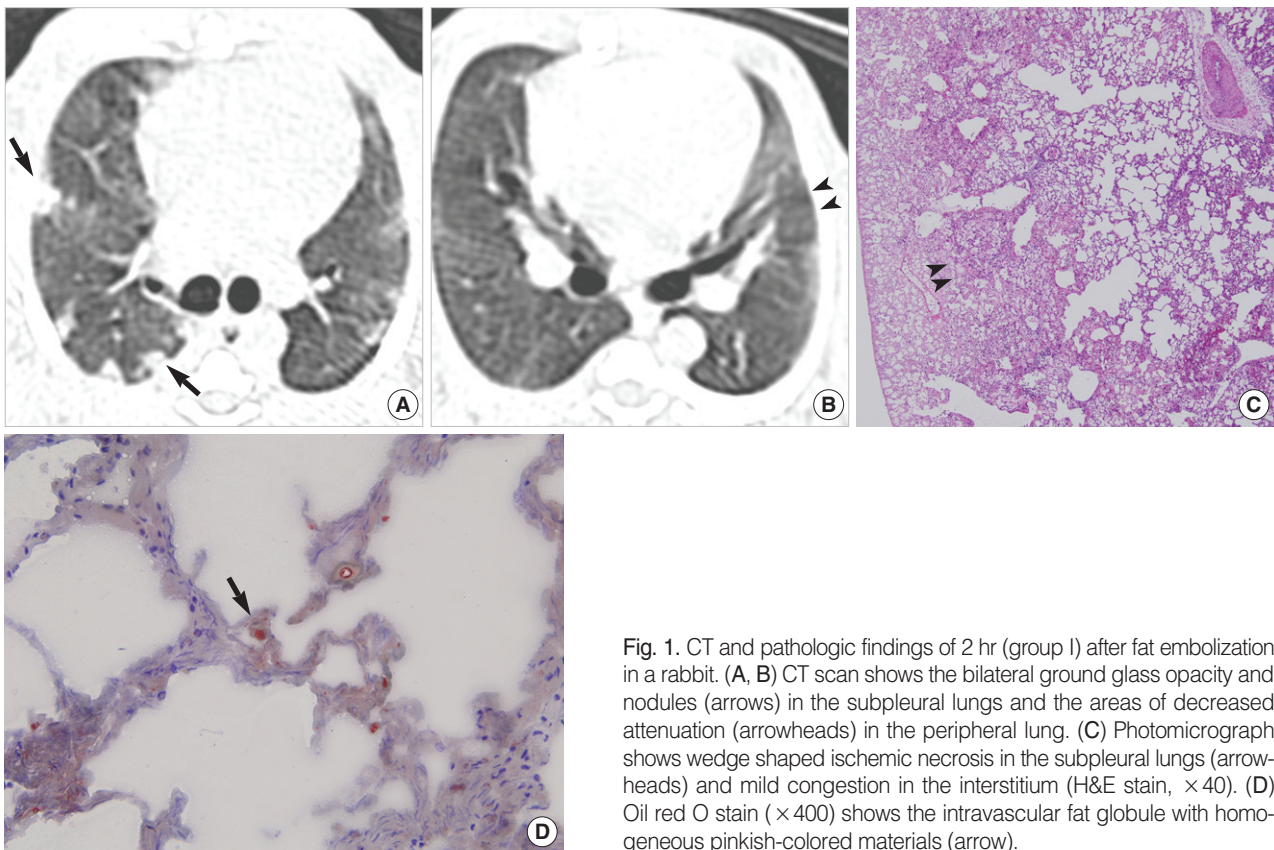 A
B
C
D
Fig. 1. CT and pathologic findings of 2 hr (group I) after fat embolization
in a rabbit. (A, B) CT scan shows the bilateral ground glass opacity and
nodules (arrows) in the subpleural lungs and the areas of decreased
attenuation (arrowheads) in the peripheral lung. (C) Photomicrograph
shows wedge shaped ischemic necrosis in the subpleural lungs (arrow-
heads) and mild congestion in the interstitium (H&E stain, ×40). (D)
Oil red O stain (×400) shows the intravascular fat globule with homo-
geneous pinkish-colored materials (arrow).